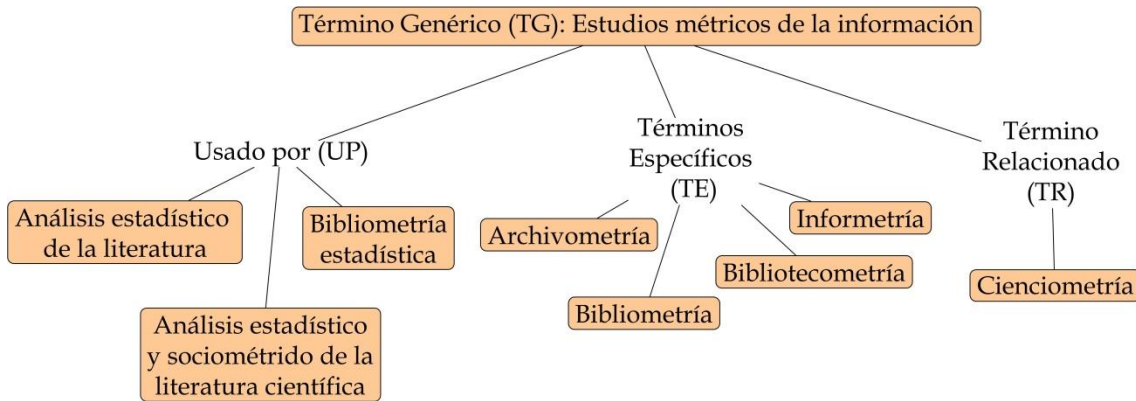 Término Genérico (TG): Estudios métricos de la información
Usado por (UP)
Análisis estadístico
de la literatura
Análisis estadístico
y sociométrido de la
literatura científica
Bibliometría
estadística
Términos
Específicos
(TE)
Archivometría
Bibliometría
Bibliotecometría
Informetría
Término
Relacionado
(TR)
Cienciometría